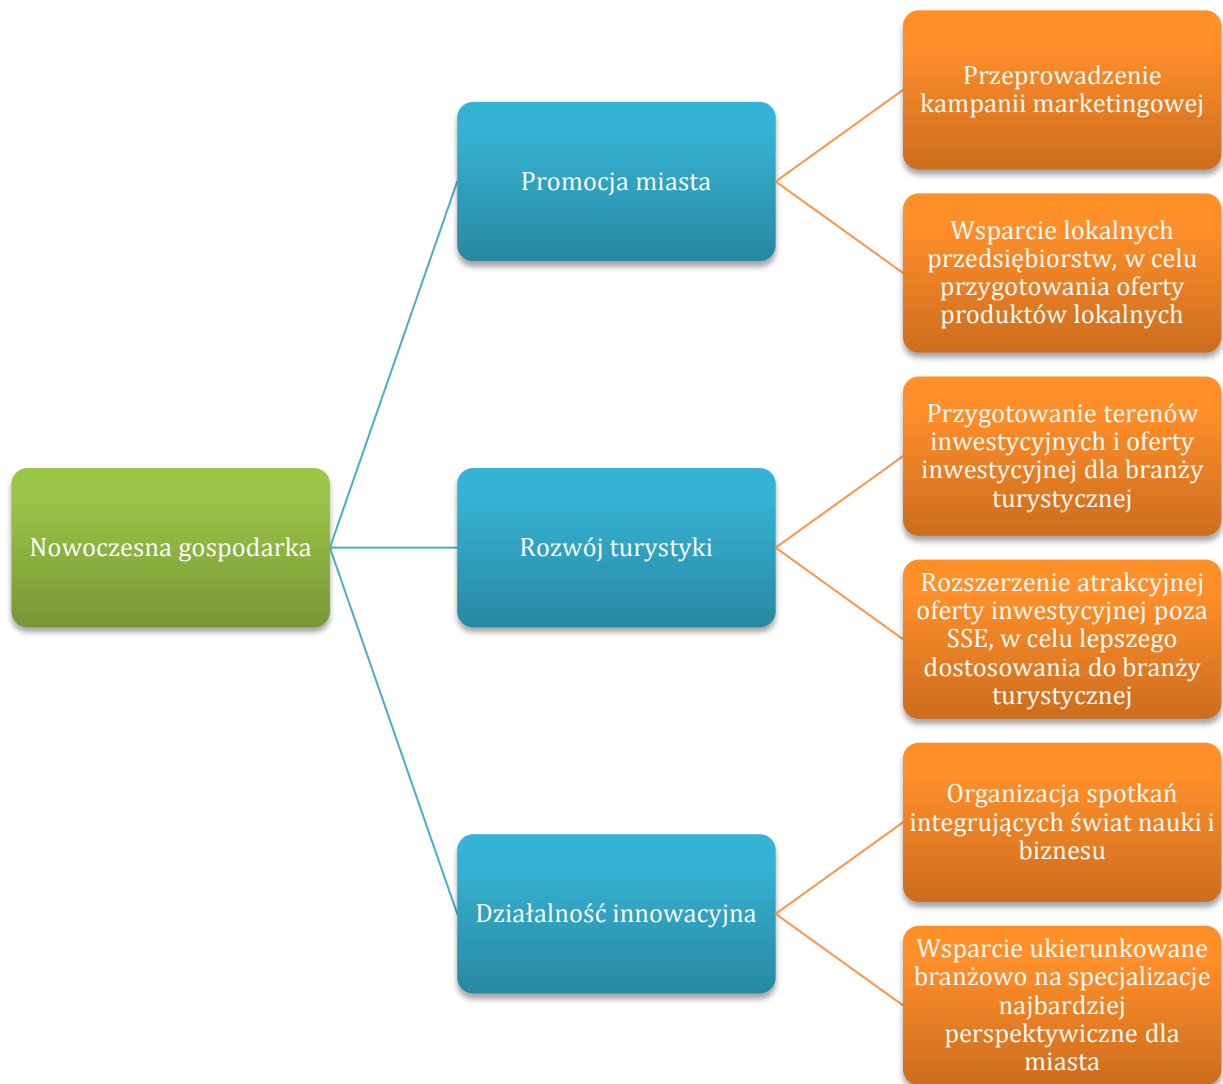 Nowoczesna gospodarka
Promocja miasta
Przeprowadzenie
kampanii marketingowej
Wsparcie lokalnych
przedsiębiorstw, w celu
przygotowania oferty
produktów lokalnych
Rozwój turystyki
Przygotowanie terenów
inwestycyjnych i oferty
inwestycyjnej dla branży
turystycznej
Rozszerzenie atrakcyjnej
oferty inwestycyjnej poza
SSE, w celu lepszego
dostosowania do branży
turystycznej
Działalność innowacyjna
Organizacja spotkań
integrujących świat nauki i
biznesu
Wsparcie ukierunkowane
branżowo na specjalizacje
najbardziej
perspektywiczne dla
miasta